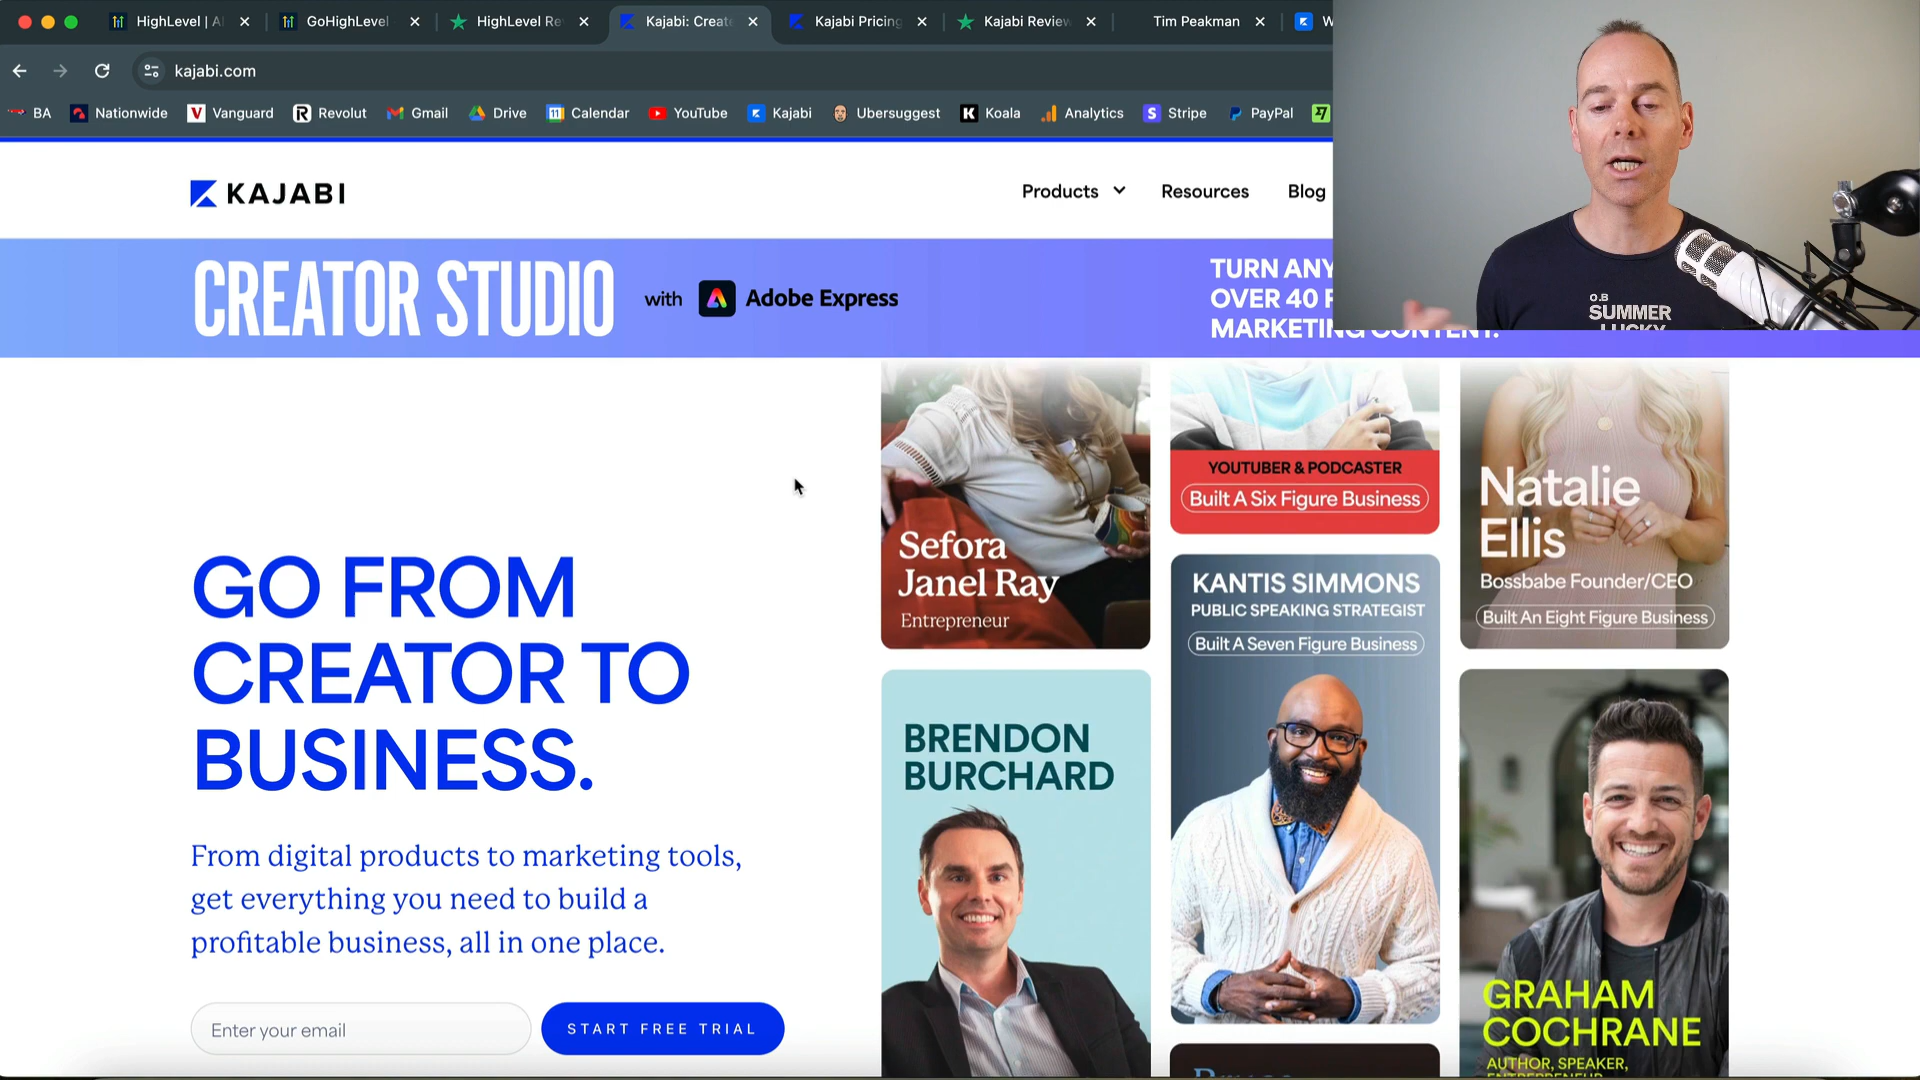 HighLevel | A
GoHighLevel
HighLevel Re
Kajabi: Creat
Kajabi Pricing
Kajabi Review
Tim Peakman
W
kajabi.com
BA
Nationwide
Vanguard
Revolut
Gmail
Drive
Calendar
YouTube
Kajabi
Ubersuggest
Koala
Analytics
Stripe
PayPal
KAJABI
Products
Resources
Blog
CREATOR STUDIO
with
Adobe Express
TURN ANY
OVER 40
MARKETING CONTENT.
O.B
SUMMER
LUCKY
GO FROM
CREATOR TO
BUSINESS.
From digital products to marketing tools,
get everything you need to build a
profitable business, all in one place.
Enter your email
START FREE TRIAL
Sefora
Janel Ray
Entrepreneur
BRENDON
BURCHARD
YOUTUBER & PODCASTER
Built A Six Figure Business
KANTIS SIMMONS
PUBLIC SPEAKING STRATEGIST
Built A Seven Figure Business
Natalie
Ellis
Bossbabe Founder/CEO
Built An Eight Figure Business
GRAHAM
COCHRANE
AUTHOR, SPEAKER,
ENTREPRENEUR